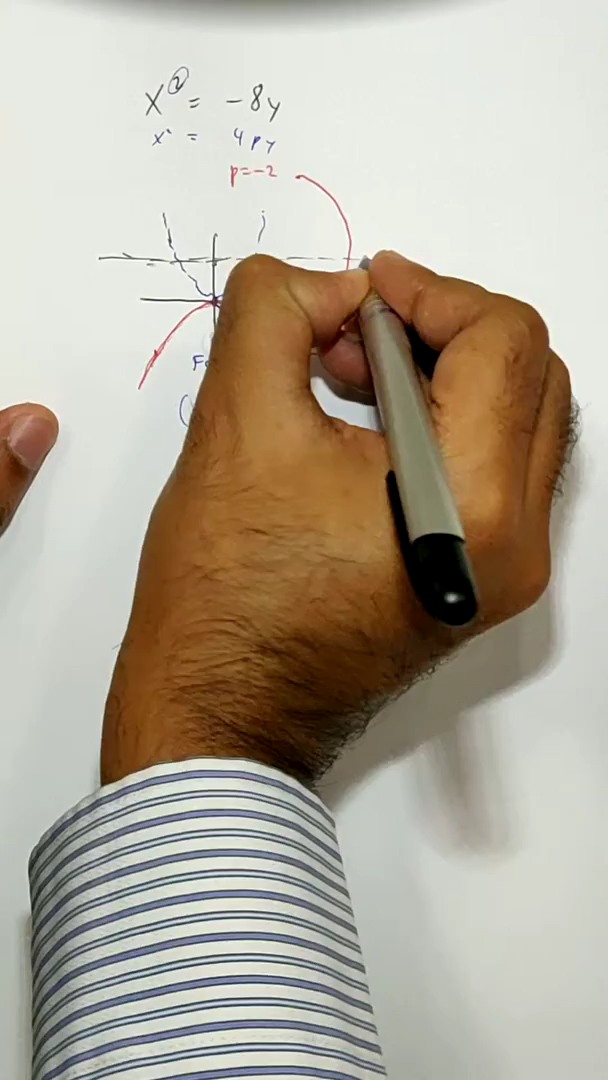 x² = -8y
x² = 4py
p=-2